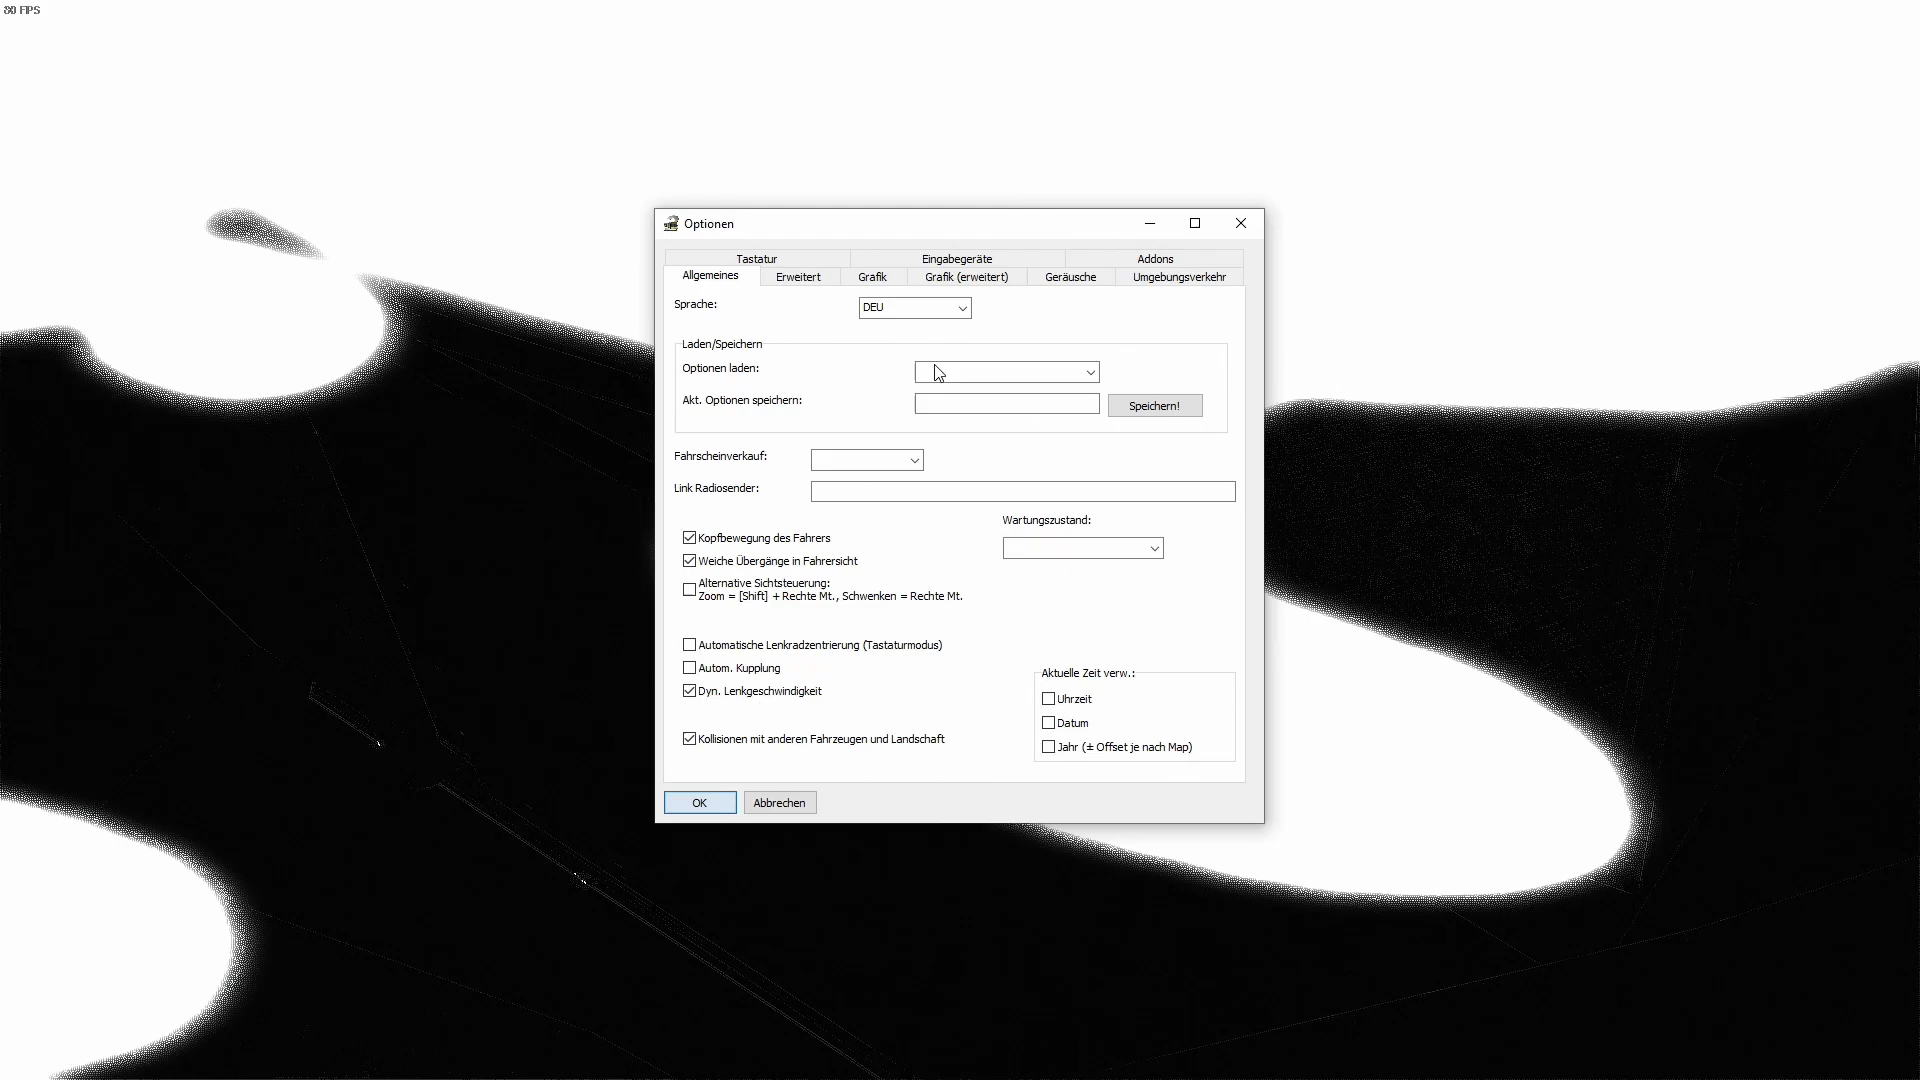 80 FPS
Optionen
Tastatur
Eingabegeräte
Addons
Allgemeines
Erweitert
Grafik
Grafik (erweitert)
Geräusche
Umgebungsverkehr
Sprache:
DEU
Laden/Speichern
Optionen laden:
Akt. Optionen speichern:
Speichern!
Fahrscheinverkauf:
Link Radiosender:
Wartungszustand:
Kopfbewegung des Fahrers
Weiche Übergänge in Fahrersicht
Alternative Sichtsteuerung:
Zoom = [Shift] + Rechte Mt., Schwenken = Rechte Mt.
Automatische Lenkradzentrierung (Tastaturmodus)
Autom. Kupplung
Dyn. Lenkgeschwindigkeit
Kollisionen mit anderen Fahrzeugen und Landschaft
Aktuelle Zeit verw.:
Uhrzeit
Datum
Jahr (± Offset je nach Map)
OK
Abbrechen